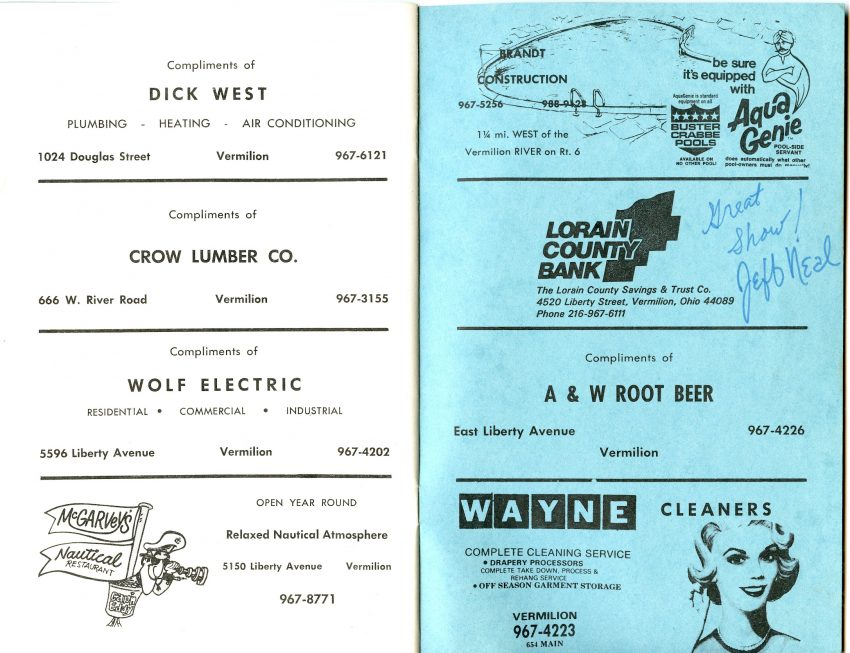 Compliments of
DICK WEST
PLUMBING - HEATING - AIR CONDITIONING
1024 Douglas Street Vermilion 967-6121
Compliments of
CROW LUMBER CO.
666 W. River Road Vermilion 967-3155
Compliments of
WOLF ELECTRIC
RESIDENTIAL • COMMERCIAL • INDUSTRIAL
5596 Liberty Avenue Vermilion 967-4202
McGARVEY'S
Nautical
RESTAURANT
OPEN YEAR ROUND
Relaxed Nautical Atmosphere
5150 Liberty Avenue Vermilion
967-8771
BRANDT
CONSTRUCTION
967-5256 988-9128
1¼ mi. WEST of the
Vermilion RIVER on Rt. 6
be sure
it's equipped
with
Aqua
Genie™
POOL-SIDE
SERVANT
does automatically what other
pool-owners must do
AquaGenie is standard
equipment on all
BUSTER
CRABBE
POOLS
AVAILABLE ON
NO OTHER POOL!
LORAIN
COUNTY
BANK
The Lorain County Savings & Trust Co.
4520 Liberty Street, Vermilion, Ohio 44089
Phone 216-967-6111
Great
Show!
Jeff Neal
Compliments of
A & W ROOT BEER
East Liberty Avenue 967-4226
Vermilion
WAYNE CLEANERS
COMPLETE CLEANING SERVICE
• DRAPERY PROCESSORS
COMPLETE TAKE DOWN, PROCESS &
REHANG SERVICE
• OFF SEASON GARMENT STORAGE
VERMILION
967-4223
654 MAIN